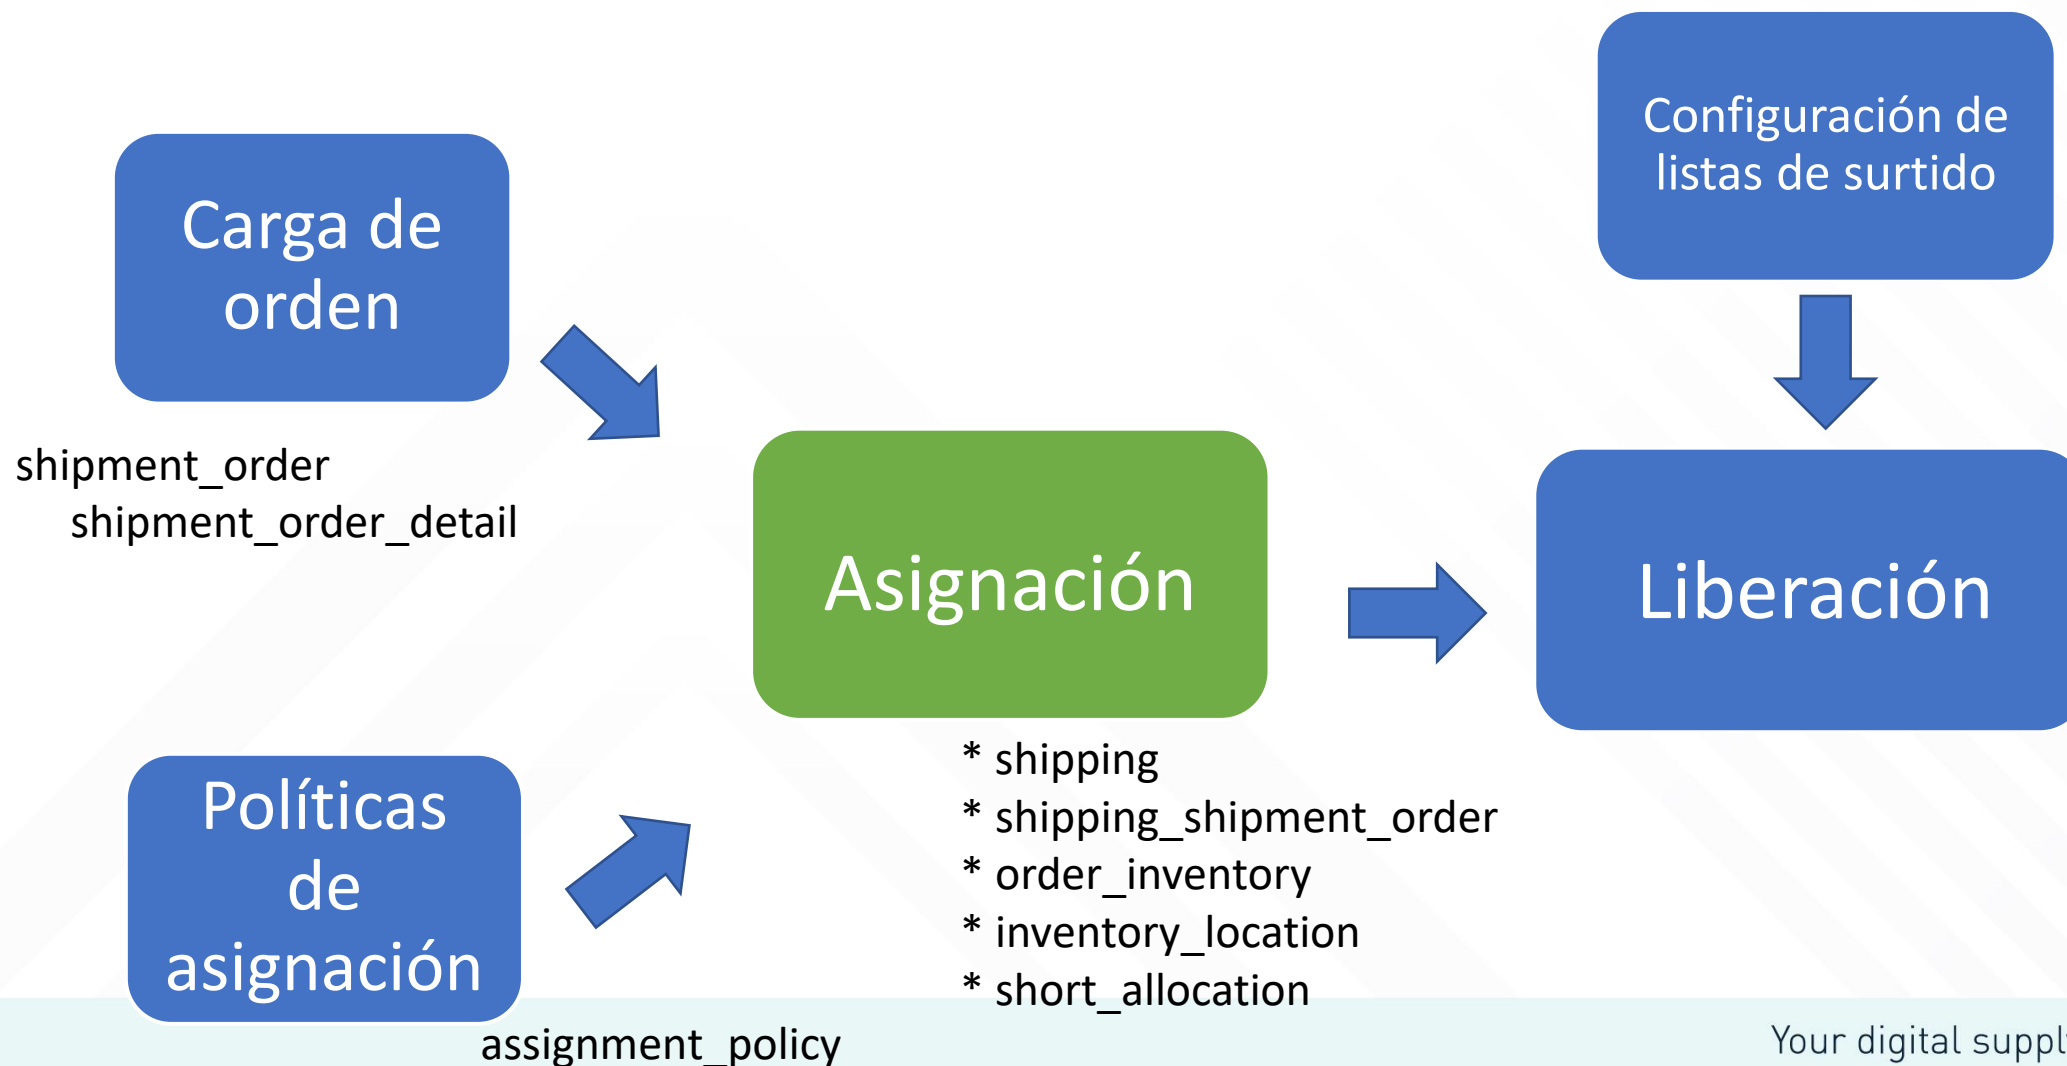 Configuración de
listas de surtido
Carga de
orden
shipment_order
shipment_order_detail
Asignación
Liberación
* shipping
* shipping_shipment_order
* order_inventory
* inventory_location
* short_allocation
Políticas
de
asignación
assignment_policy
Your digital